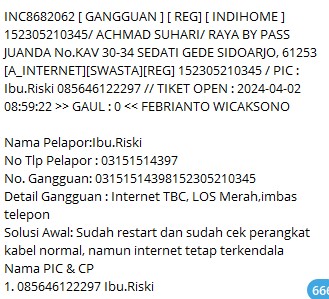 INC8682062 [ GANGGUAN ] [ REG] [ INDIHOME ]
152305210345/ ACHMAD SUHARI/ RAYA BY PASS
JUANDA No.KAV 30-34 SEDATI GEDE SIDOARJO, 61253
[A_INTERNET][SWASTA][REG] 152305210345 / PIC :
Ibu.Riski 085646122297 // TIKET OPEN : 2024-04-02
08:59:22 >> GAUL : 0 << FEBRIANTO WICAKSONO
Nama Pelapor:Ibu.Riski
No Tlp Pelapor : 03151514397
No. Gangguan: 03151514398152305210345
Detail Gangguan : Internet TBC, LOS Merah,imbas
telepon
Solusi Awal: Sudah restart dan sudah cek perangkat
kabel normal, namun internet tetap terkendala
Nama PIC & CP
1. 085646122297 Ibu.Riski